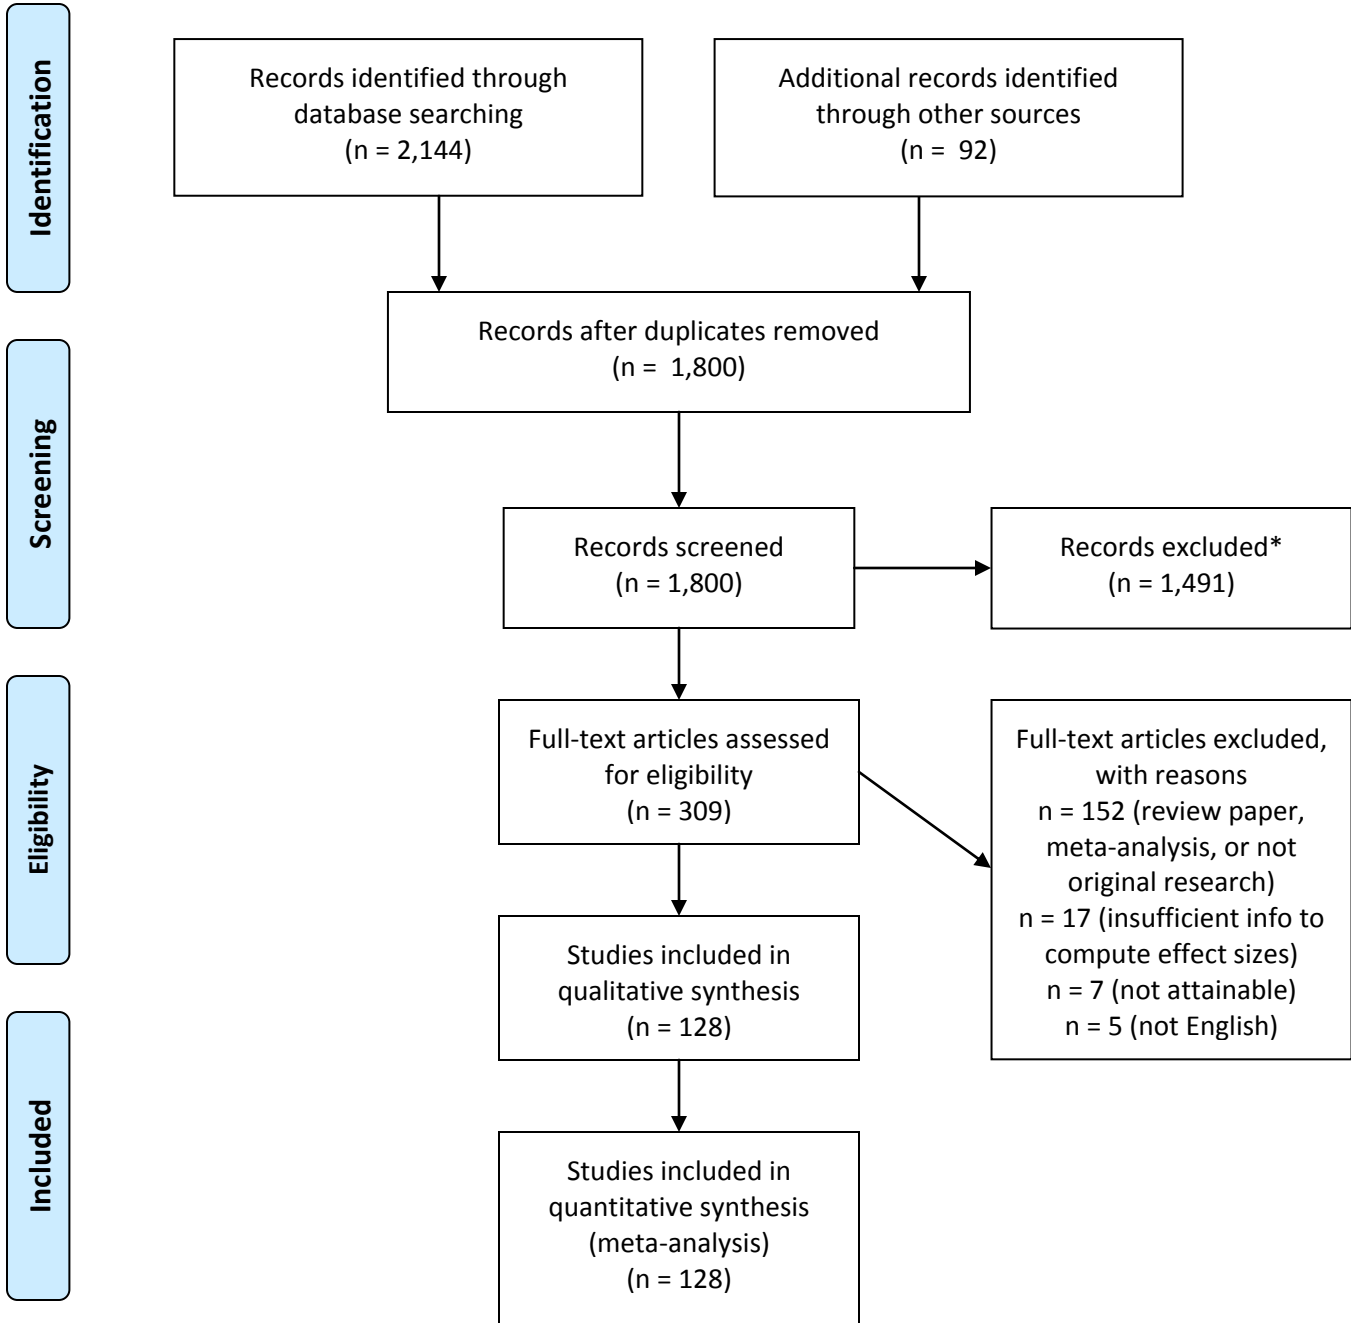 Identification
Records identified through
database searching
(n = 2,144)
Additional records identified
through other sources
(n = 92)
Records after duplicates removed
(n = 1,800)
Screening
Records screened
(n = 1,800)
Records excluded*
(n = 1,491)
Eligibility
Full-text articles assessed
for eligibility
(n = 309)
Full-text articles excluded,
with reasons
n = 152 (review paper,
meta-analysis, or not
original research)
n = 17 (insufficient info to
compute effect sizes)
n = 7 (not attainable)
n = 5 (not English)
Studies included in
qualitative synthesis
(n = 128)
Included
Studies included in
quantitative synthesis
(meta-analysis)
(n = 128)